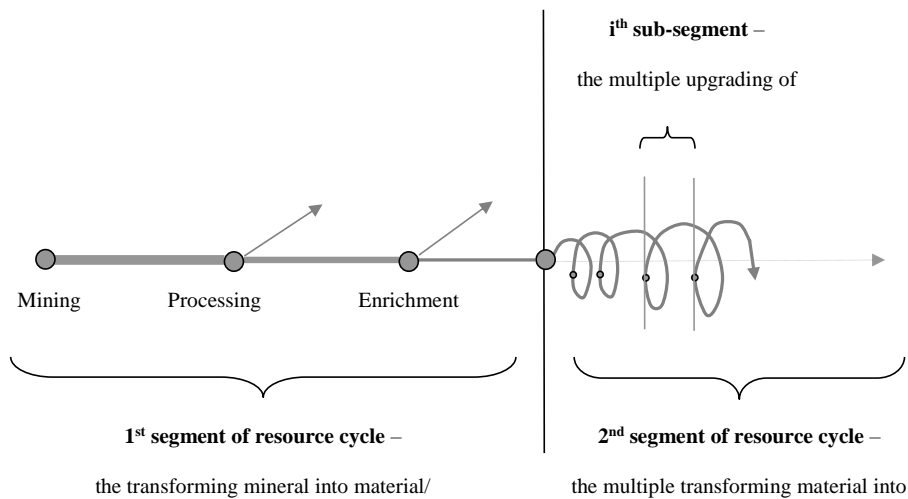 iᵗʰ sub-segment –
the multiple upgrading of
Mining
Processing
Enrichment
1ˢᵗ segment of resource cycle –
the transforming mineral into material/
2ⁿᵈ segment of resource cycle –
the multiple transforming material into